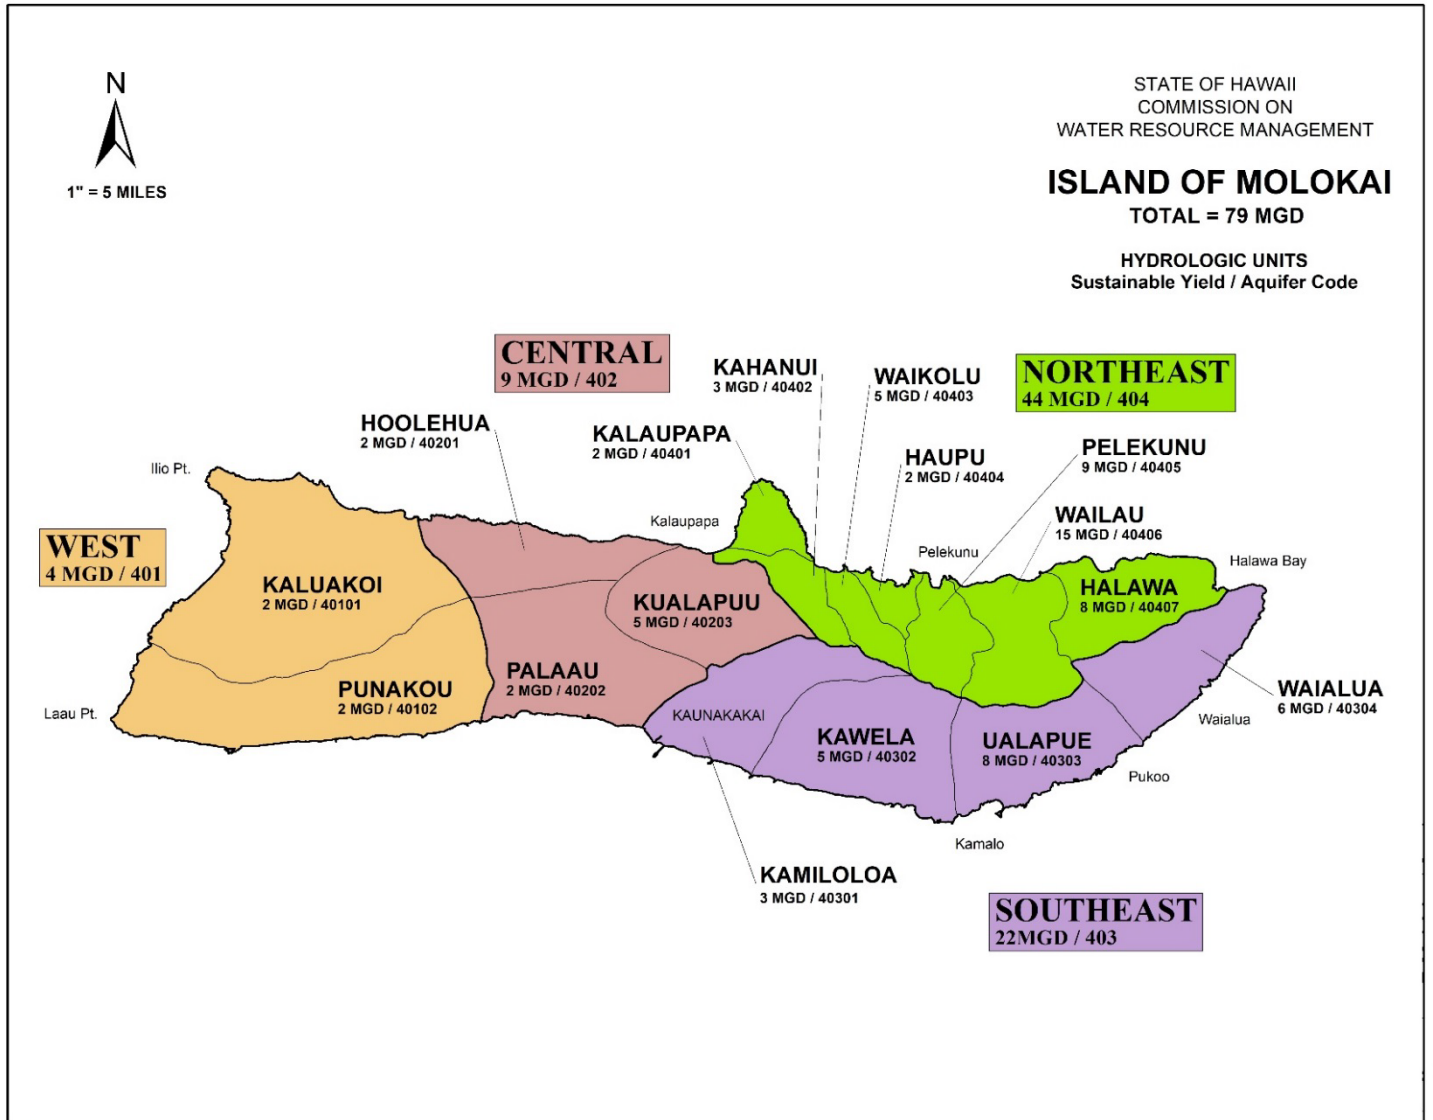 N
1" = 5 MILES
STATE OF HAWAII
COMMISSION ON
WATER RESOURCE MANAGEMENT
ISLAND OF MOLOKAI
TOTAL = 79 MGD
HYDROLOGIC UNITS
Sustainable Yield / Aquifer Code
CENTRAL
9 MGD / 402
KAHANUI
3 MGD / 40402
WAIKOLU
5 MGD / 40403
NORTHEAST
44 MGD / 404
HOOLEHUA
2 MGD / 40201
KALAUPAPA
2 MGD / 40401
HAUPU
2 MGD / 40404
PELEKUNU
9 MGD / 40405
Ilio Pt.
Kalaupapa
WAILAU
15 MGD / 40406
Pelekunu
Halawa Bay
WEST
4 MGD / 401
KALUAKOI
2 MGD / 40101
KUALAPUU
5 MGD / 40203
HALAWA
8 MGD / 40407
PALAAU
2 MGD / 40202
PUNAKOU
2 MGD / 40102
WAIALUA
6 MGD / 40304
Laau Pt.
KAUNAKAKAI
Waialua
KAWELA
5 MGD / 40302
UALAPUE
8 MGD / 40303
Pukoo
Kamalo
KAMILOLOA
3 MGD / 40301
SOUTHEAST
22MGD / 403